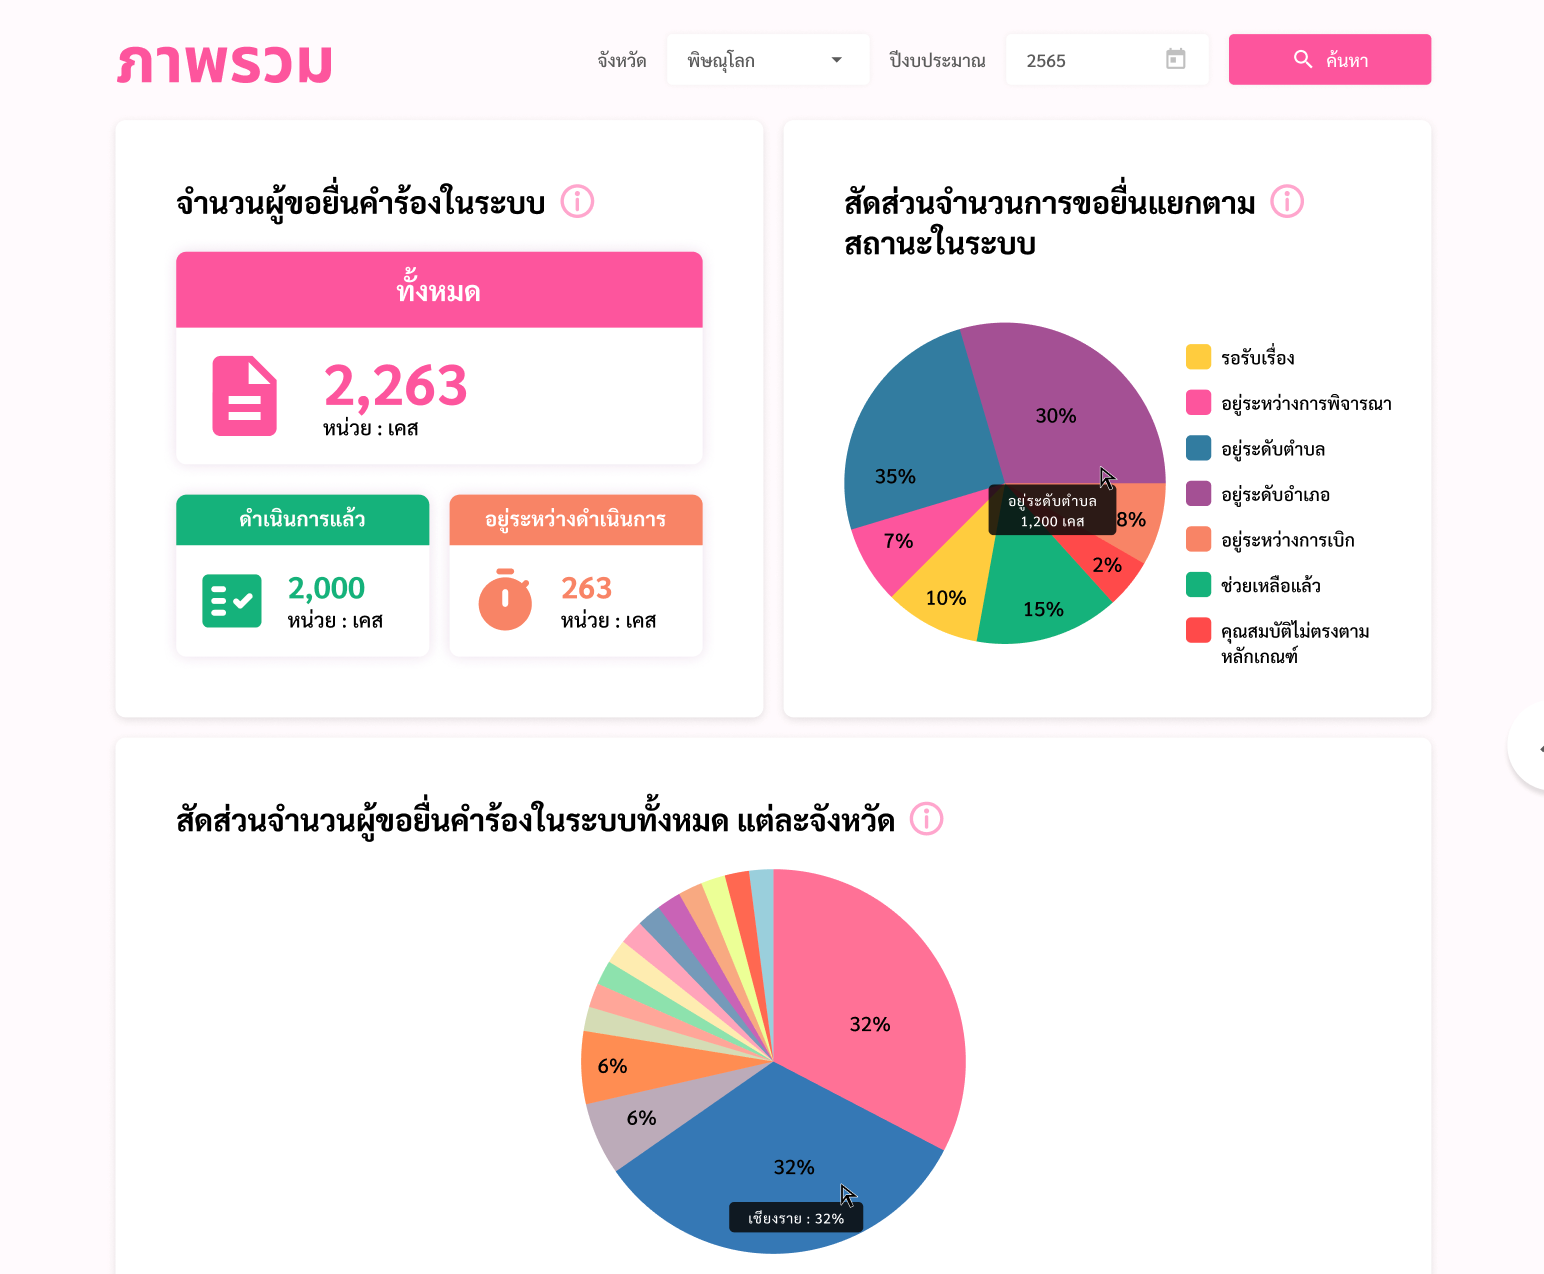 ภาพรวม
จังหวัด
พิษณุโลก
ปีงบประมาณ
2565
ค้นหา
จำนวนผู้ขอยื่นคำร้องในระบบ
ทั้งหมด
2,263
หน่วย : เคส
ดำเนินการแล้ว
2,000
หน่วย : เคส
อยู่ระหว่างดำเนินการ
263
หน่วย : เคส
สัดส่วนจำนวนการขอยื่นแยกตาม
สถานะในระบบ
30%
35%
อยู่ระดับตำบล
1,200 เคส
8%
7%
2%
10%
15%
รอรับเรื่อง
อยู่ระหว่างการพิจารณา
อยู่ระดับตำบล
อยู่ระดับอำเภอ
อยู่ระหว่างการเบิก
ช่วยเหลือแล้ว
คุณสมบัติไม่ตรงตาม
หลักเกณฑ์
สัดส่วนจำนวนผู้ขอยื่นคำร้องในระบบทั้งหมด แต่ละจังหวัด
32%
6%
6%
32%
เชียงราย : 32%